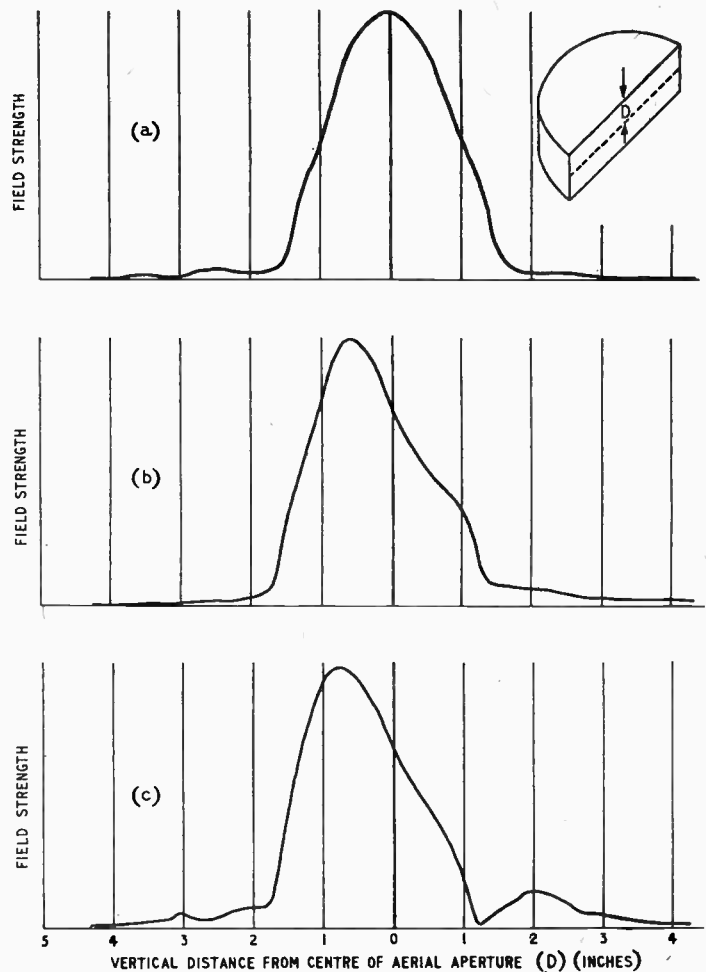 FIELD STRENGTH
(a)
D
FIELD STRENGTH
(b)
FIELD STRENGTH
(c)
5 4 3 2 1 0 1 2 3 4
VERTICAL DISTANCE FROM CENTRE OF AERIAL APERTURE (D) (INCHES)